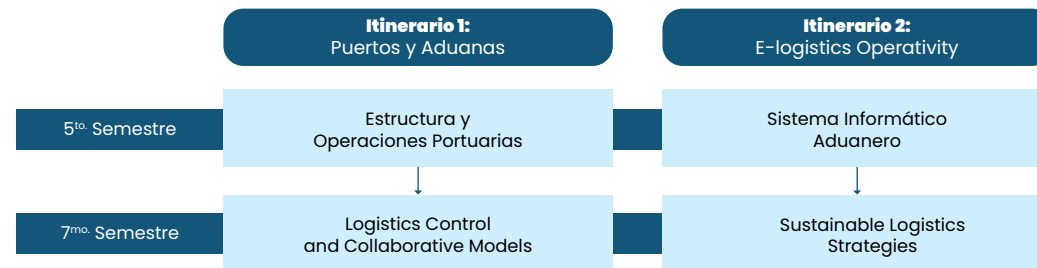 Itinerario 1:
Puertos y Aduanas
Itinerario 2:
E-logistics Operativity
5to. Semestre
Estructura y
Operaciones Portuarias
Sistema Informático
Aduanero
7mo. Semestre
Logistics Control
and Collaborative Models
Sustainable Logistics
Strategies